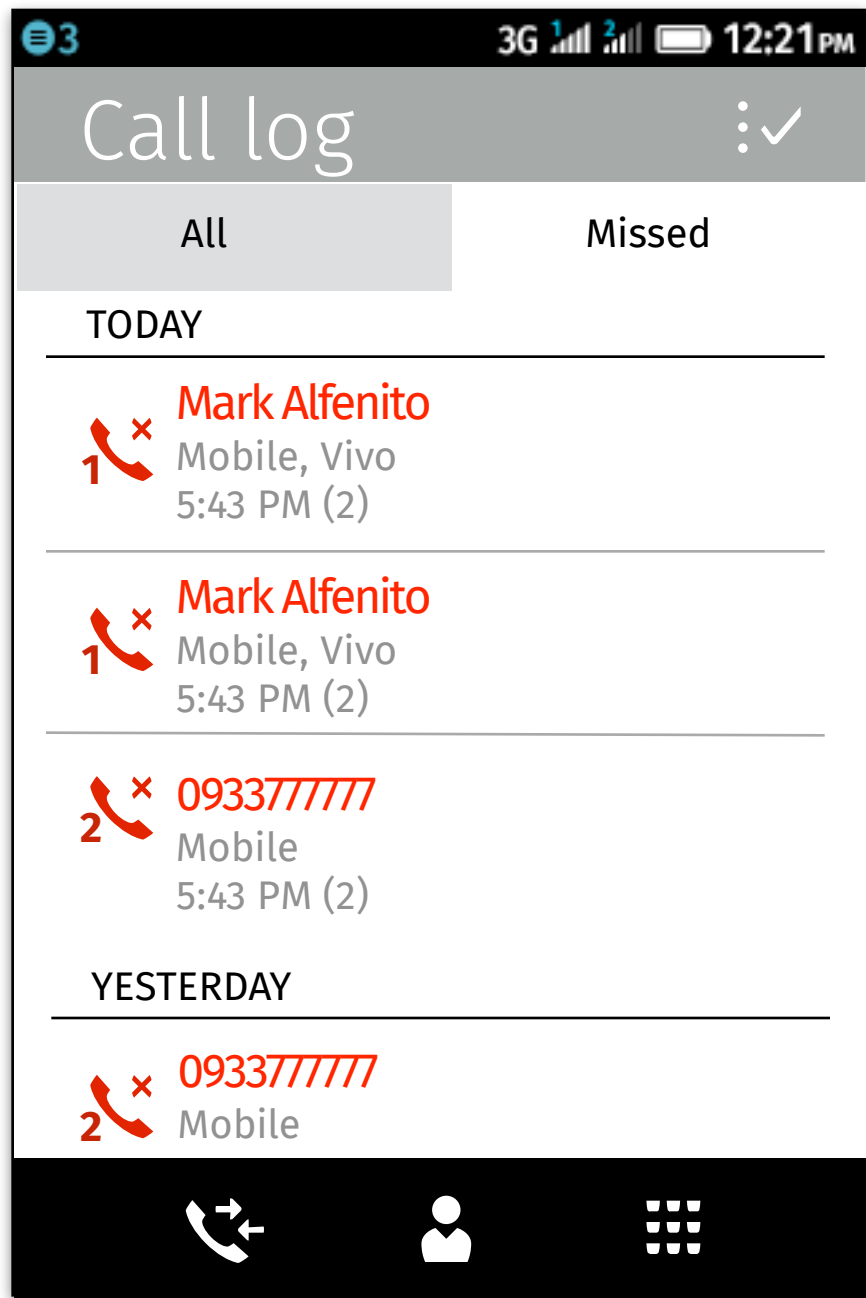 3 3G 1 2 12:21 PM
Call log
All Missed
TODAY
Mark Alfenito
Mobile, Vivo
1
5:43 PM (2)
Mark Alfenito
Mobile, Vivo
1
5:43 PM (2)
0933777777
2
Mobile
5:43 PM (2)
YESTERDAY
0933777777
2 Mobile